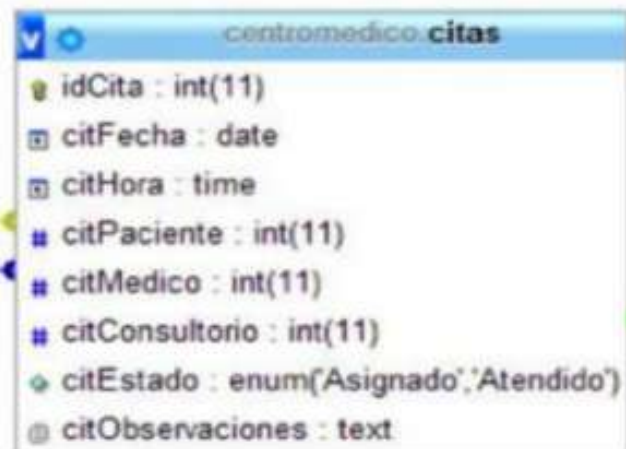 v centromedico citas
idCita : int(11)
citFecha : date
citHora : time
# citPaciente : int(11)
# citMedico : int(11)
# citConsultorio : int(11)
citEstado : enum('Asignado','Atendido')
citObservaciones : text